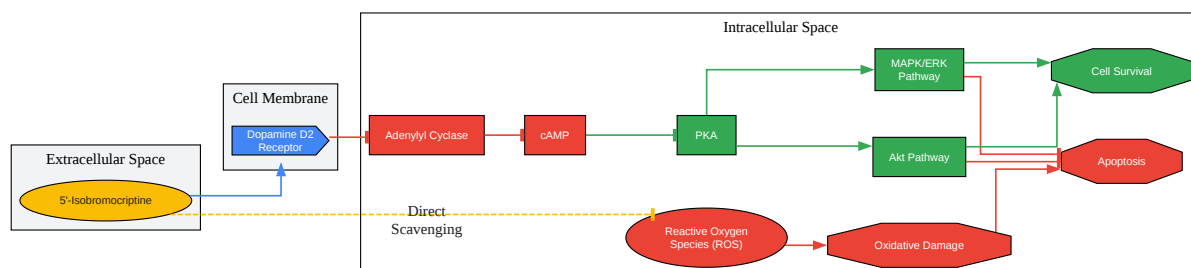 Intracellular Space
MAPK/ERK
Pathway
Cell Survival
Cell Membrane
Dopamine D2
Receptor
Adenylyl Cyclase
cAMP
PKA
Akt Pathway
Apoptosis
Extracellular Space
5'-Isobromocriptine
Direct
Scavenging
Reactive Oxygen
Species (ROS)
Oxidative Damage